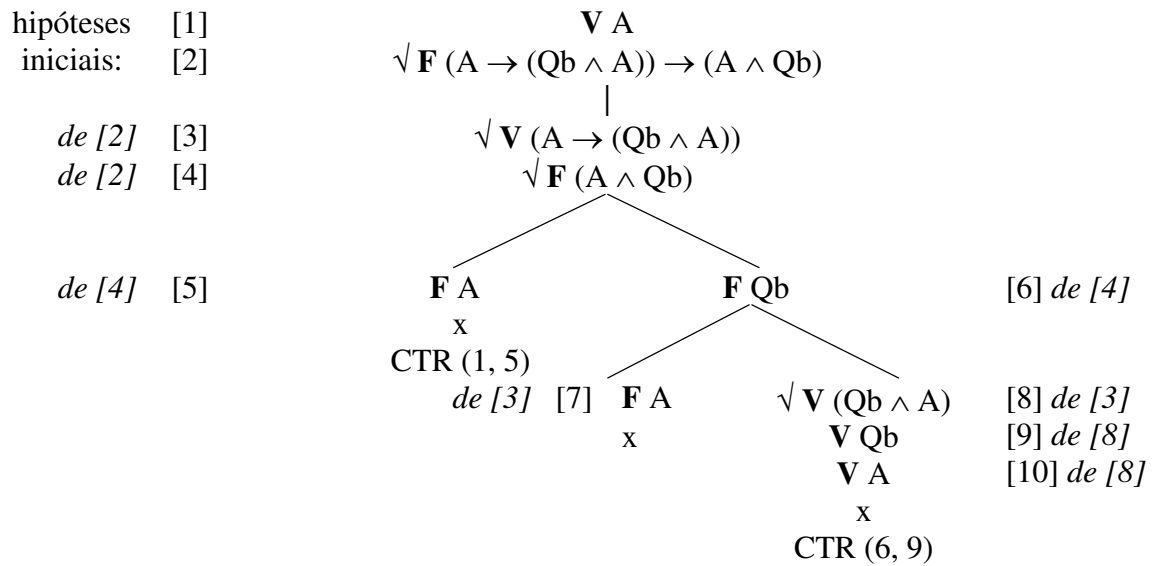 hipóteses [1] V A
iniciais: [2] √ F (A → (Qb ∧ A)) → (A ∧ Qb)
de [2] [3] √ V (A → (Qb ∧ A))
de [2] [4] √ F (A ∧ Qb)
de [4] [5] F A F Qb [6] de [4]
x
CTR (1, 5)
de [3] [7] F A √ V (Qb ∧ A) [8] de [3]
x V Qb [9] de [8]
V A [10] de [8]
x
CTR (6, 9)